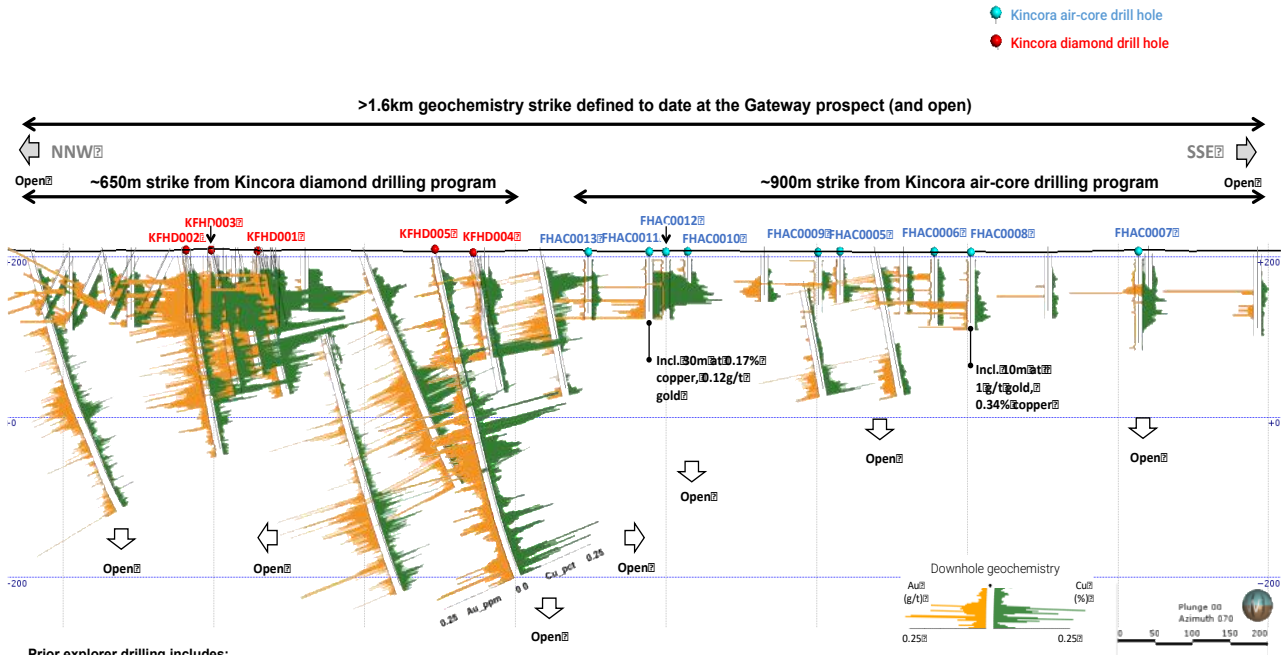 Kincora air-core drill hole
Kincora diamond drill hole
>1.6km geochemistry strike defined to date at the Gateway prospect (and open)
NNW
SSE
Open
Open
~650m strike from Kincora diamond drilling program
~900m strike from Kincora air-core drilling program
KFHD003
KFHD002
KFHD001
KFHD005
KFHD004
FHAC0012
FHAC0013
FHAC0011
FHAC0010
FHAC0009
FHAC0005
FHAC0006
FHAC0008
FHAC0007
-200
+200
Incl. 30m at 0.17%
copper, 0.12g/t
gold
Incl. 10m at
1 g/t gold,
0.34% copper
-0
+0
Open
Open
Open
Open
Open
Open
Open
-200
-200
0.25 Au_ppm 0 0 Cu_pct 0.25
Open
Downhole geochemistry
Au
(g/t)
Cu
(%)
0.25
0.25
Plunge 00
Azimuth 070
0 50 100 150 200
Prior explorer drilling includes: